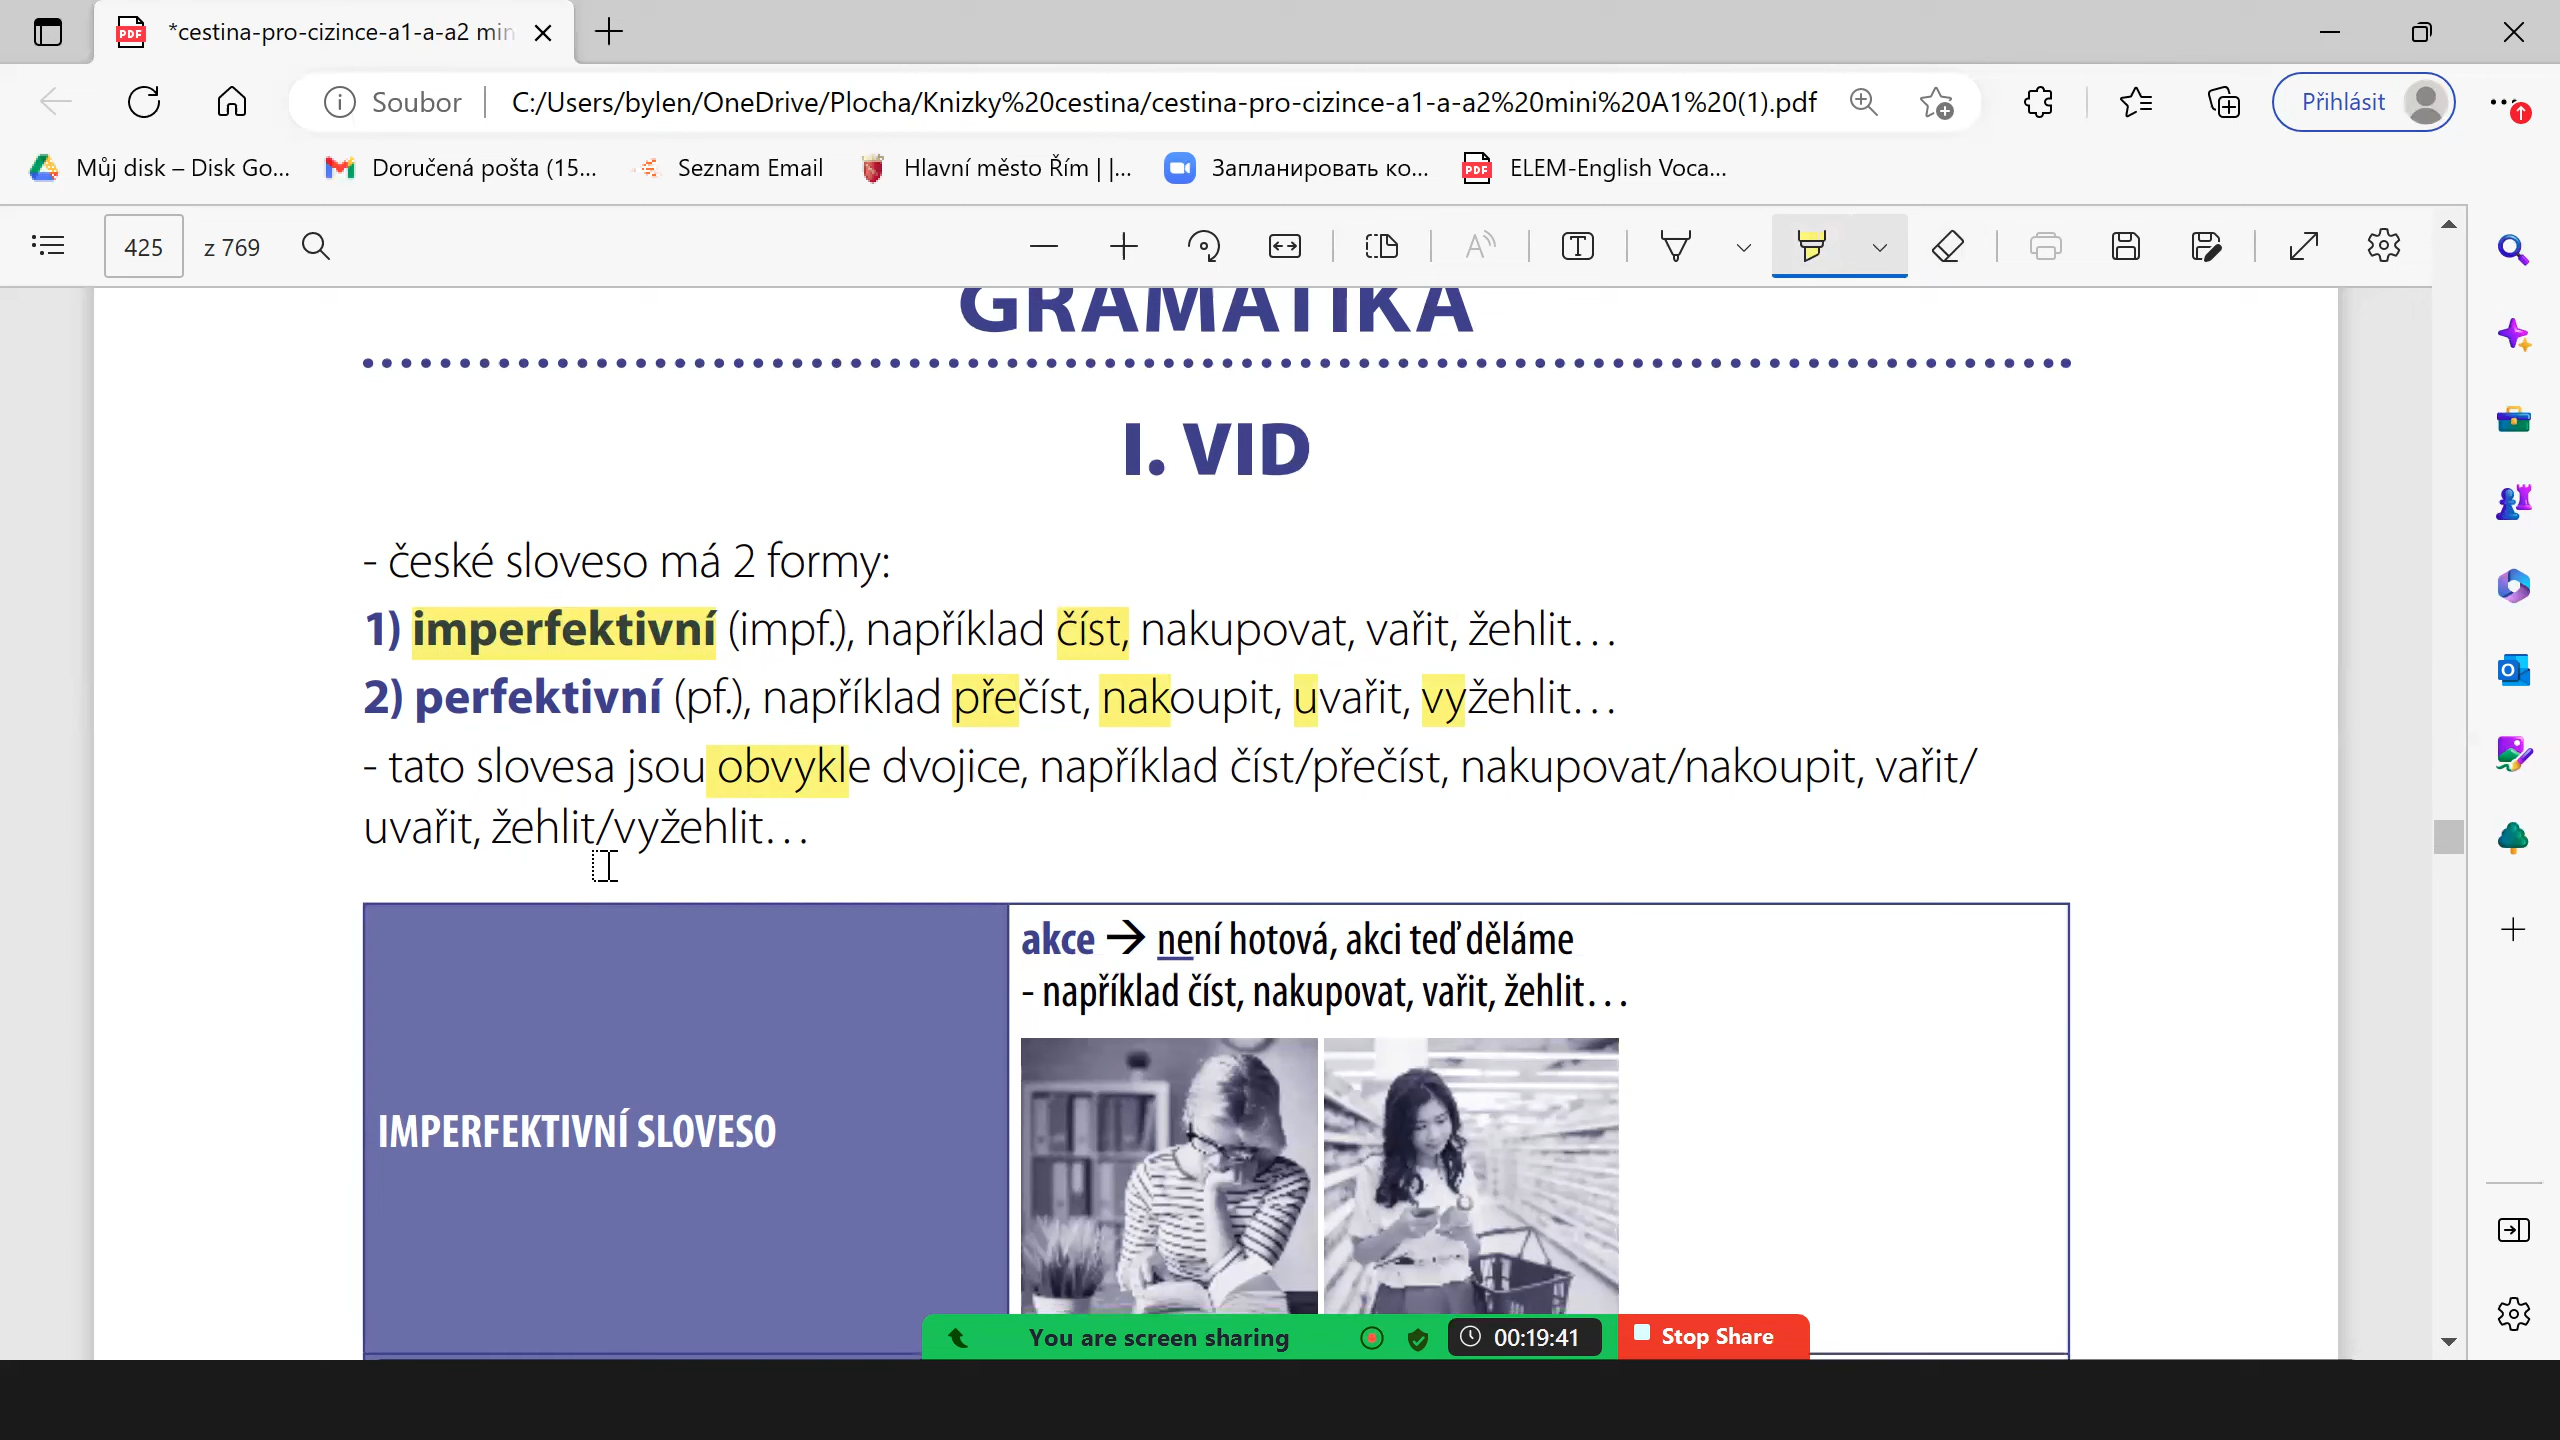 *cestina-pro-cizince-a1-a-a2 min
Soubor
C:/Users/bylen/OneDrive/Plocha/Knizky%20cestina/cestina-pro-cizince-a1-a-a2%20mini%20A1%20(1).pdf
Přihlásit
Můj disk – Disk Go...
Doručená pošta (15...
Seznam Email
Hlavní město Řím | |...
Запланировать ко...
PDF
ELEM-English Voca...
425
z 769
GRAMATIKA
I. VID
- české sloveso má 2 formy:
1) imperfektivní (impf.), například číst, nakupovat, vařit, žehlit…
2) perfektivní (pf.), například přečíst, nakoupit, uvařit, vyžehlit…
- tato slovesa jsou obvykle dvojice, například číst/přečíst, nakupovat/nakoupit, vařit/
uvařit, žehlit/vyžehlit…
akce → není hotová, akci teď děláme
- například číst, nakupovat, vařit, žehlit…
IMPERFEKTIVNÍ SLOVESO
You are screen sharing
00:19:41
Stop Share